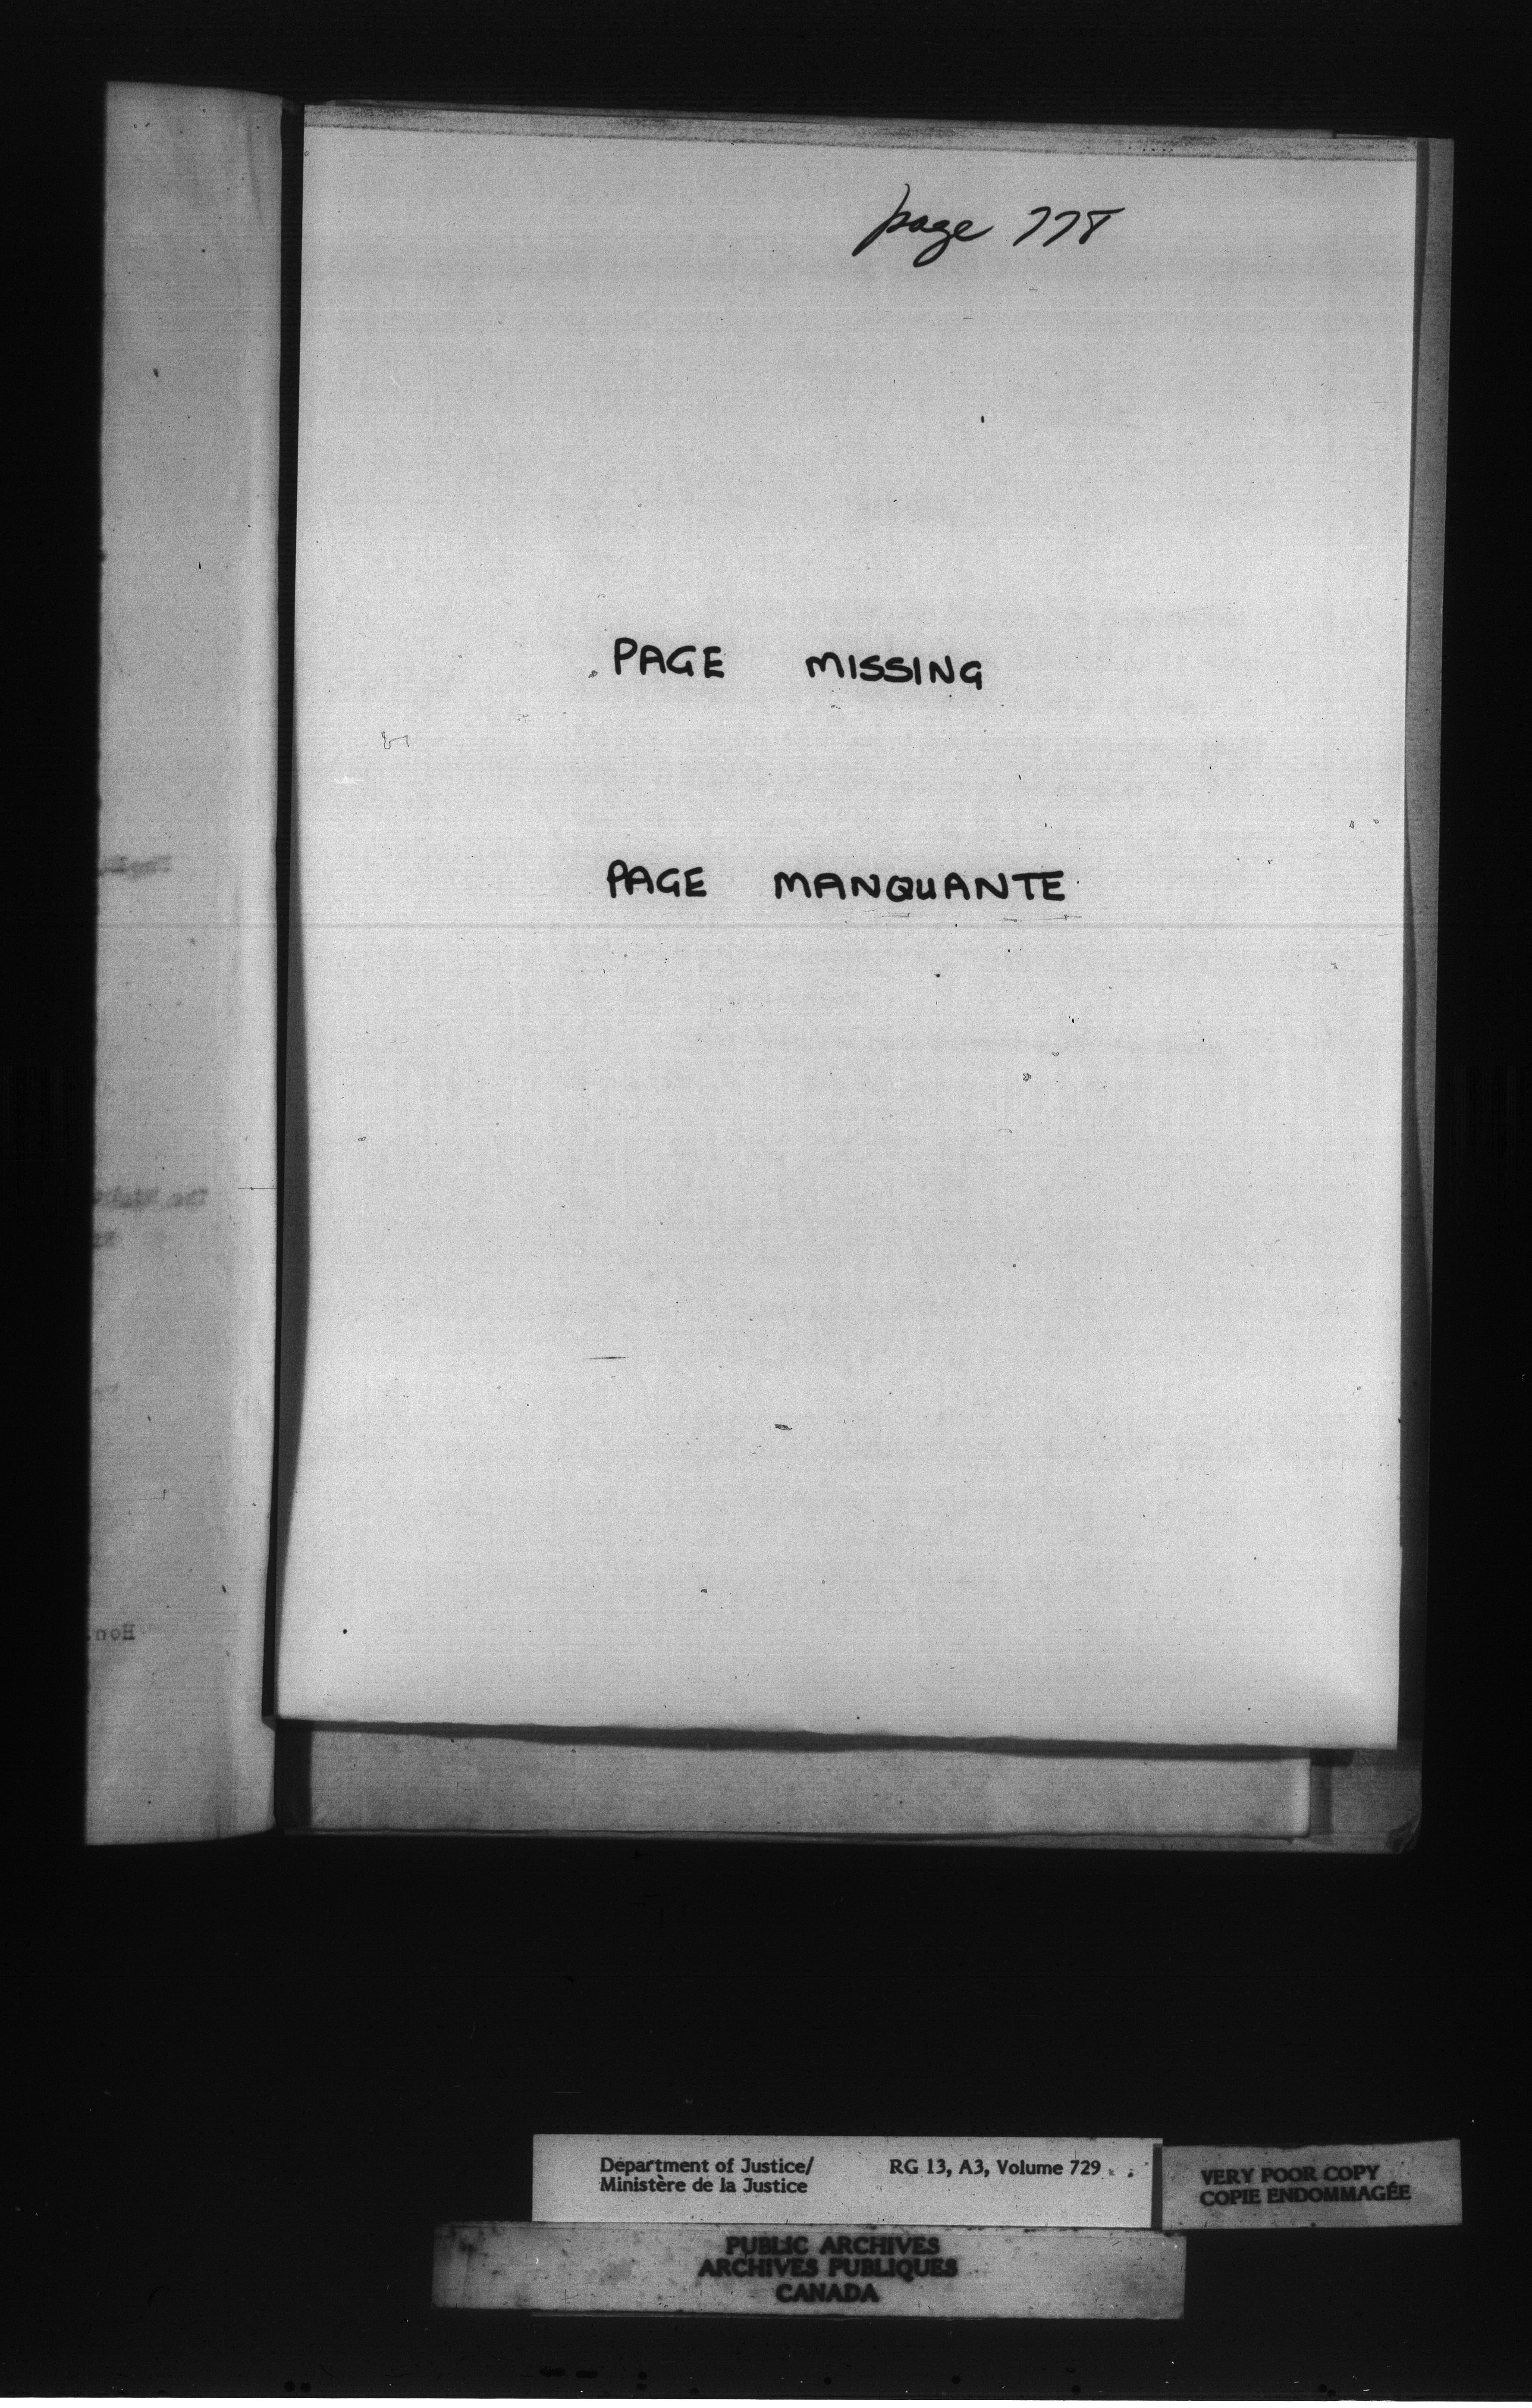 page 778
PAGE MISSING
PAGE MANQUANTE
Department of Justice/
Ministère de la Justice
RG 13, A3, Volume 729
VERY POOR COPY
COPIE ENDOMMAGÉE
PUBLIC ARCHIVES
ARCHIVES PUBLIQUES
CANADA